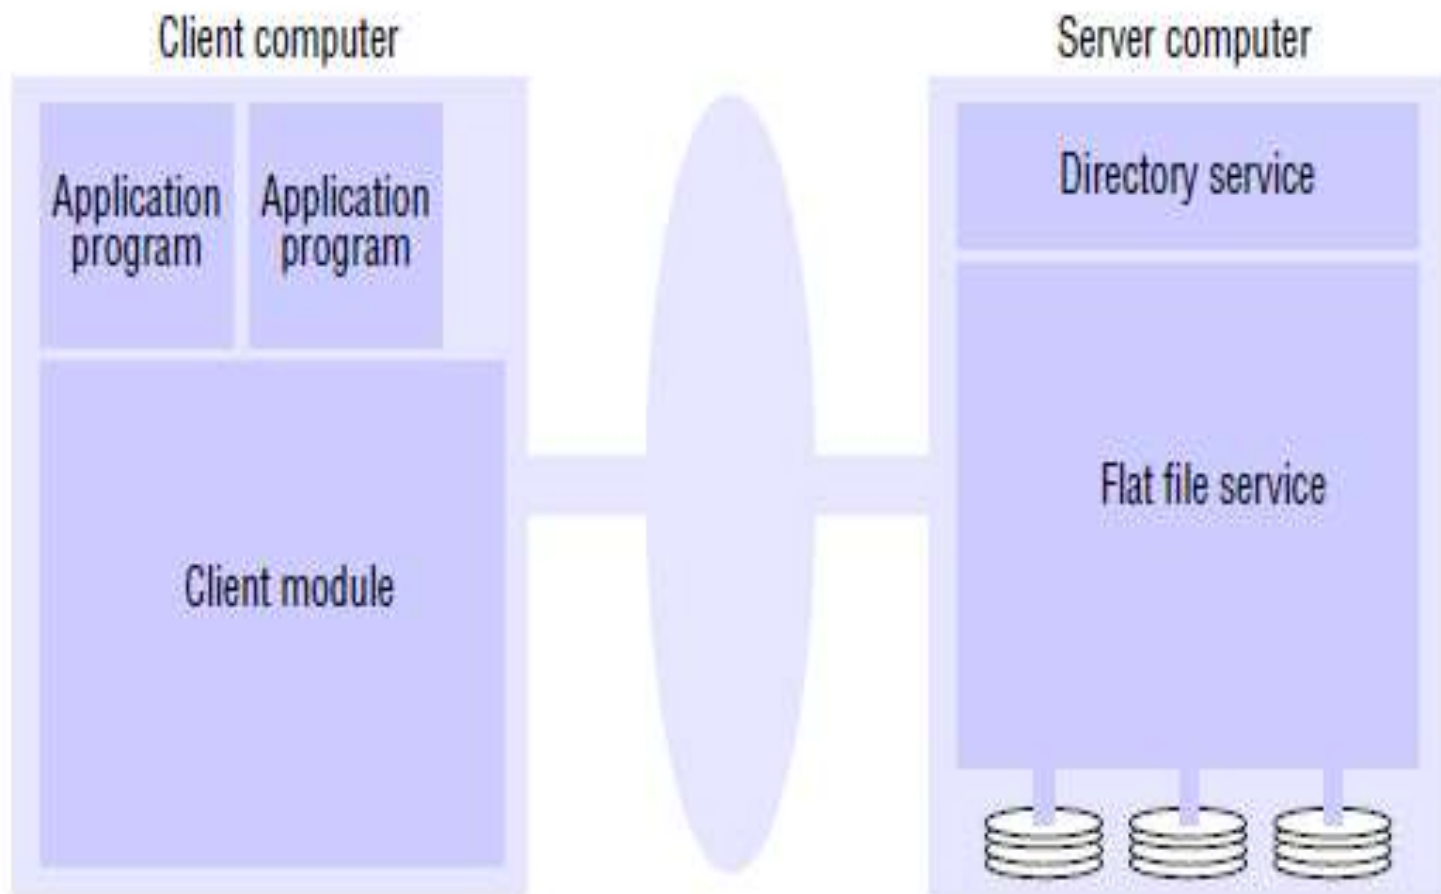 Client computer
Server computer
Application
program
Application
program
Directory service
Flat file service
Client module